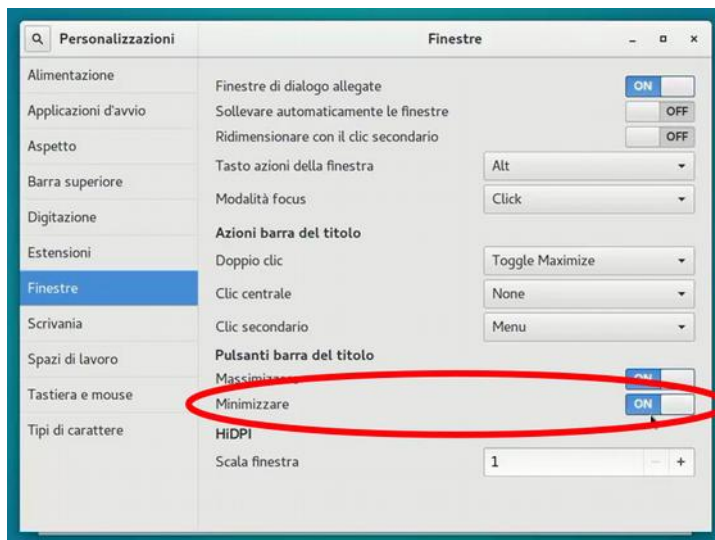 Personalizzazioni
Finestre
Alimentazione
Applicazioni d'avvio
Aspetto
Barra superiore
Digitazione
Estensioni
Finestre
Scrivania
Spazi di lavoro
Tastiera e mouse
Tipi di carattere
Finestre di dialogo allegate ON
Sollevare automaticamente le finestre OFF
Ridimensionare con il clic secondario OFF
Tasto azioni della finestra Alt
Modalità focus Click
Azioni barra del titolo
Doppio clic Toggle Maximize
Clic centrale None
Clic secondario Menu
Pulsanti barra del titolo
Massimizzare ON
Minimizzare ON
HiDPI
Scala finestra 1 - +